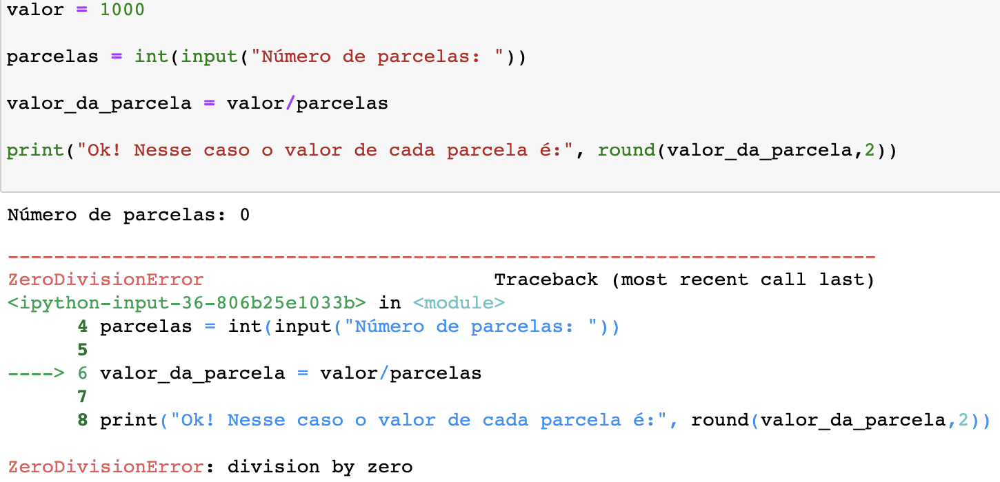 valor = 1000
parcelas = int(input("Número de parcelas: "))
valor_da_parcela = valor/parcelas
print("Ok! Nesse caso o valor de cada parcela é:", round(valor_da_parcela,2))
Número de parcelas: 0
---------------------------------------------------------------------------
ZeroDivisionError                         Traceback (most recent call last)
<ipython-input-36-806b25e1033b> in <module>
      4 parcelas = int(input("Número de parcelas: "))
      5
----> 6 valor_da_parcela = valor/parcelas
      7
      8 print("Ok! Nesse caso o valor de cada parcela é:", round(valor_da_parcela,2))
ZeroDivisionError: division by zero